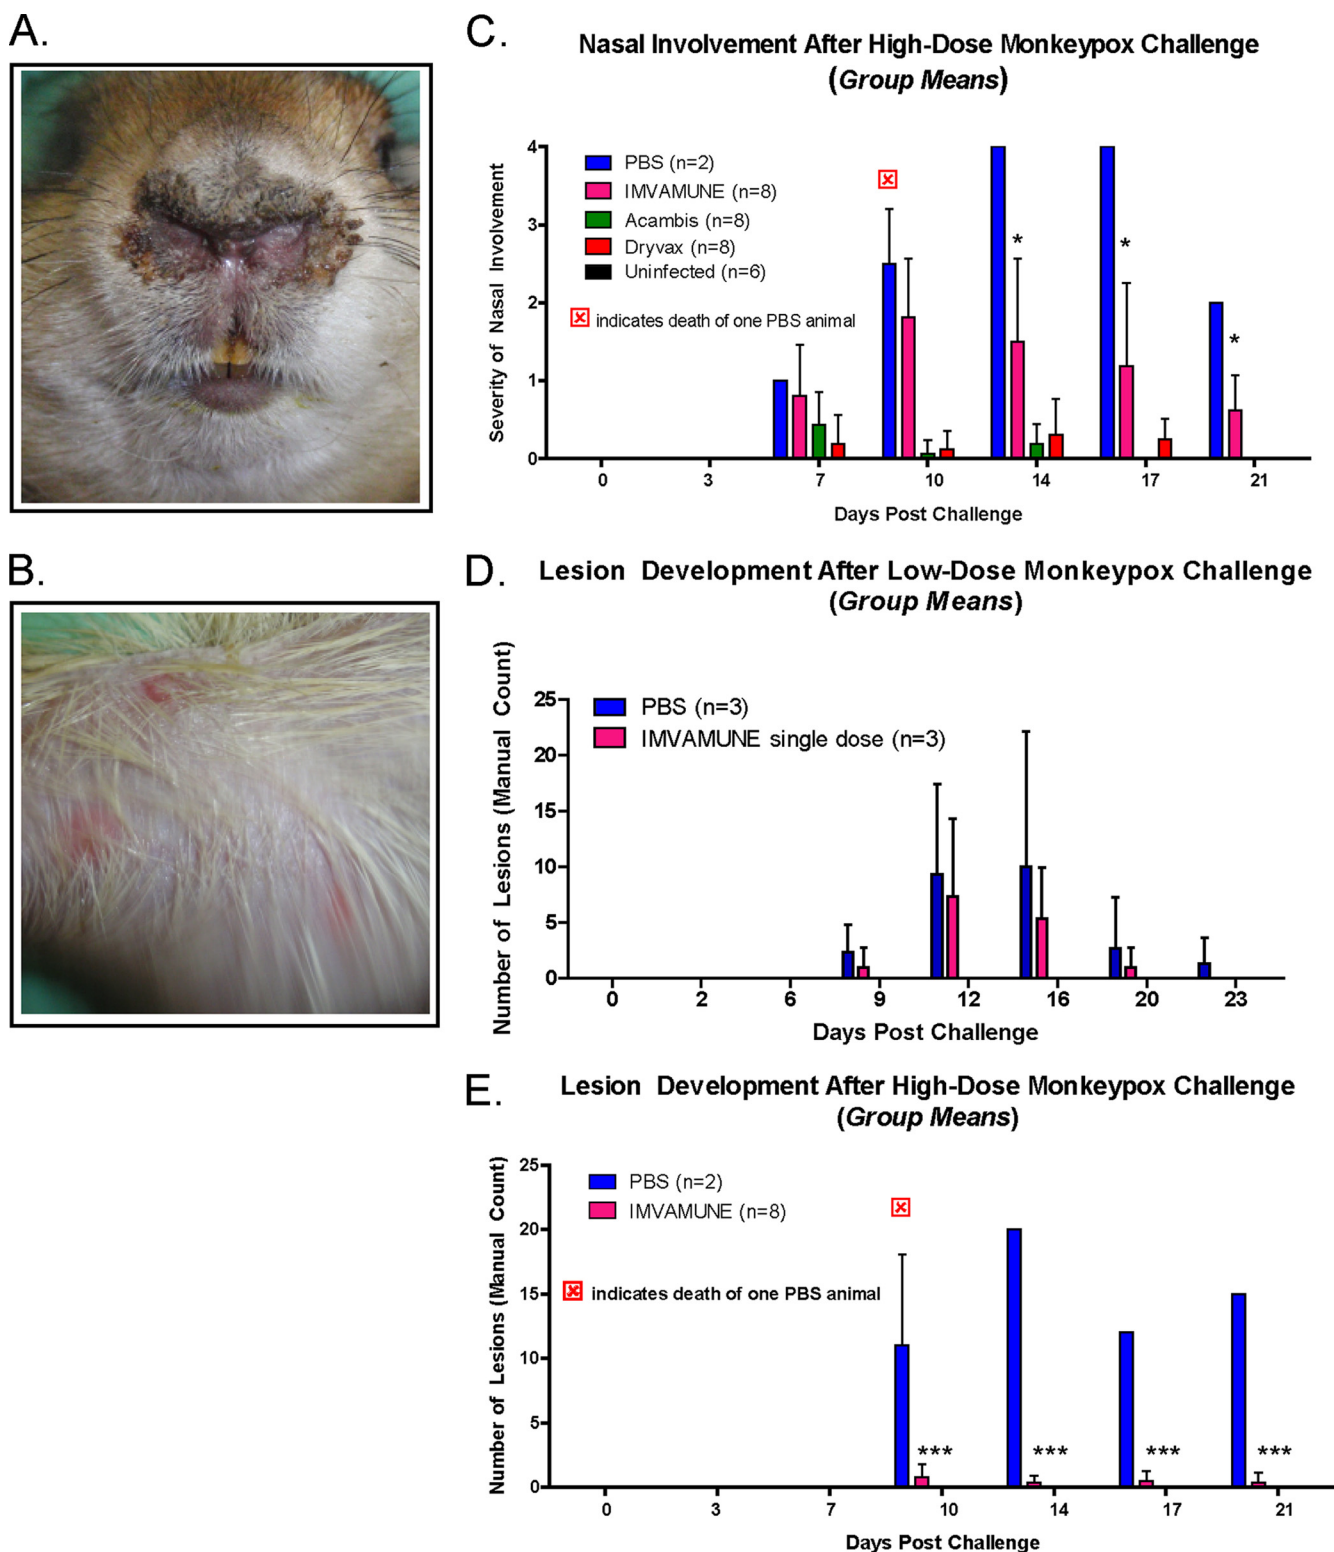 A.
B.
C.
Nasal Involvement After High-Dose Monkeypox Challenge
(Group Means)
Severity of Nasal Involvement
4
3
2
1
0
PBS (n=2)
IMVAMUNE (n=8)
Acambis (n=8)
Dryvax (n=8)
Uninfected (n=6)
indicates death of one PBS animal
* * *
0 3 7 10 14 17 21
Days Post Challenge
D.
Lesion Development After Low-Dose Monkeypox Challenge
(Group Means)
Number of Lesions (Manual Count)
25
20
15
10
5
0
PBS (n=3)
IMVAMUNE single dose (n=3)
0 2 6 9 12 16 20 23
Days Post Challenge
E.
Lesion Development After High-Dose Monkeypox Challenge
(Group Means)
Number of Lesions (Manual Count)
25
20
15
10
5
0
PBS (n=2)
IMVAMUNE (n=8)
indicates death of one PBS animal
*** *** *** ***
0 3 7 10 14 17 21
Days Post Challenge